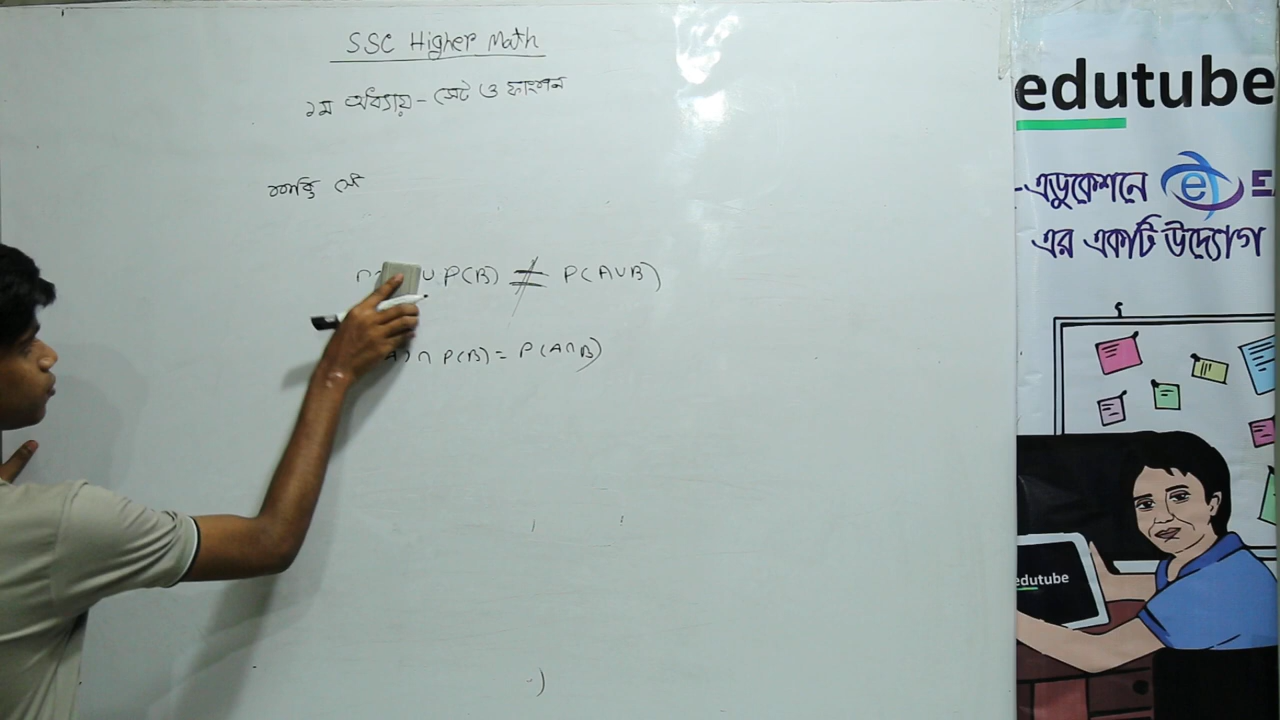 SSC Higher Math
১ম অধ্যায় - সেট ও ফাংশন
শক্তি সে
∪ P(B) ≠ P(A∪B)
A) ∩ P(B) = P(A∩B)
edutube
-এডুকেশনে e E
এর একটি উদ্যোগ
edutube